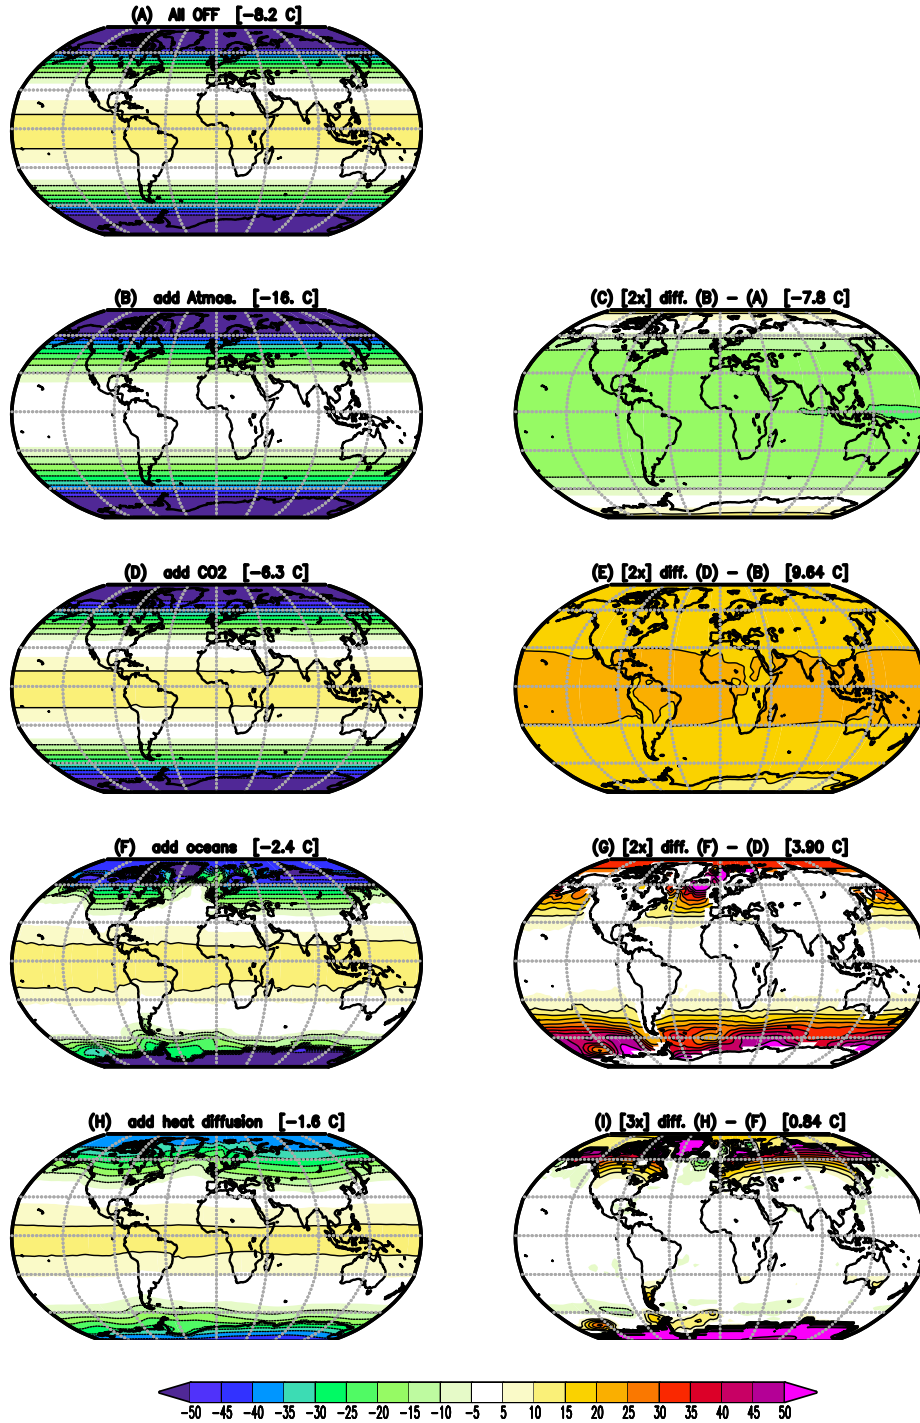 (A) All OFF [-8.2 C]
(B) add Atmos. [-16. C]
(C) [2x] diff. (B) - (A) [-7.8 C]
(D) add CO2 [-6.3 C]
(E) [2x] diff. (D) - (B) [9.64 C]
(F) add oceans [-2.4 C]
(G) [2x] diff. (F) - (D) [3.90 C]
(H) add heat diffusion [-1.6 C]
(I) [3x] diff. (H) - (F) [0.84 C]
-50 -45 -40 -35 -30 -25 -20 -15 -10 -5 5 10 15 20 25 30 35 40 45 50